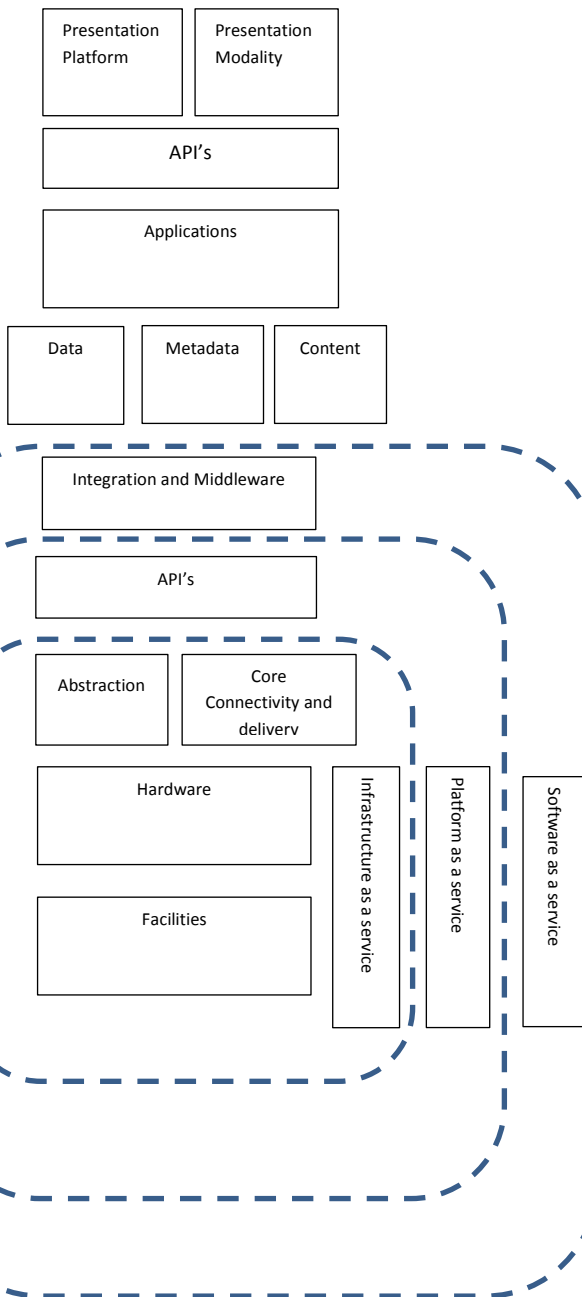 Presentation
Platform
Presentation
Modality
API's
Applications
Data
Metadata
Content
Integration and Middleware
API's
Abstraction
Core
Connectivity and
delivery
Hardware
Facilities
Infrastructure as a service
Platform as a service
Software as a service